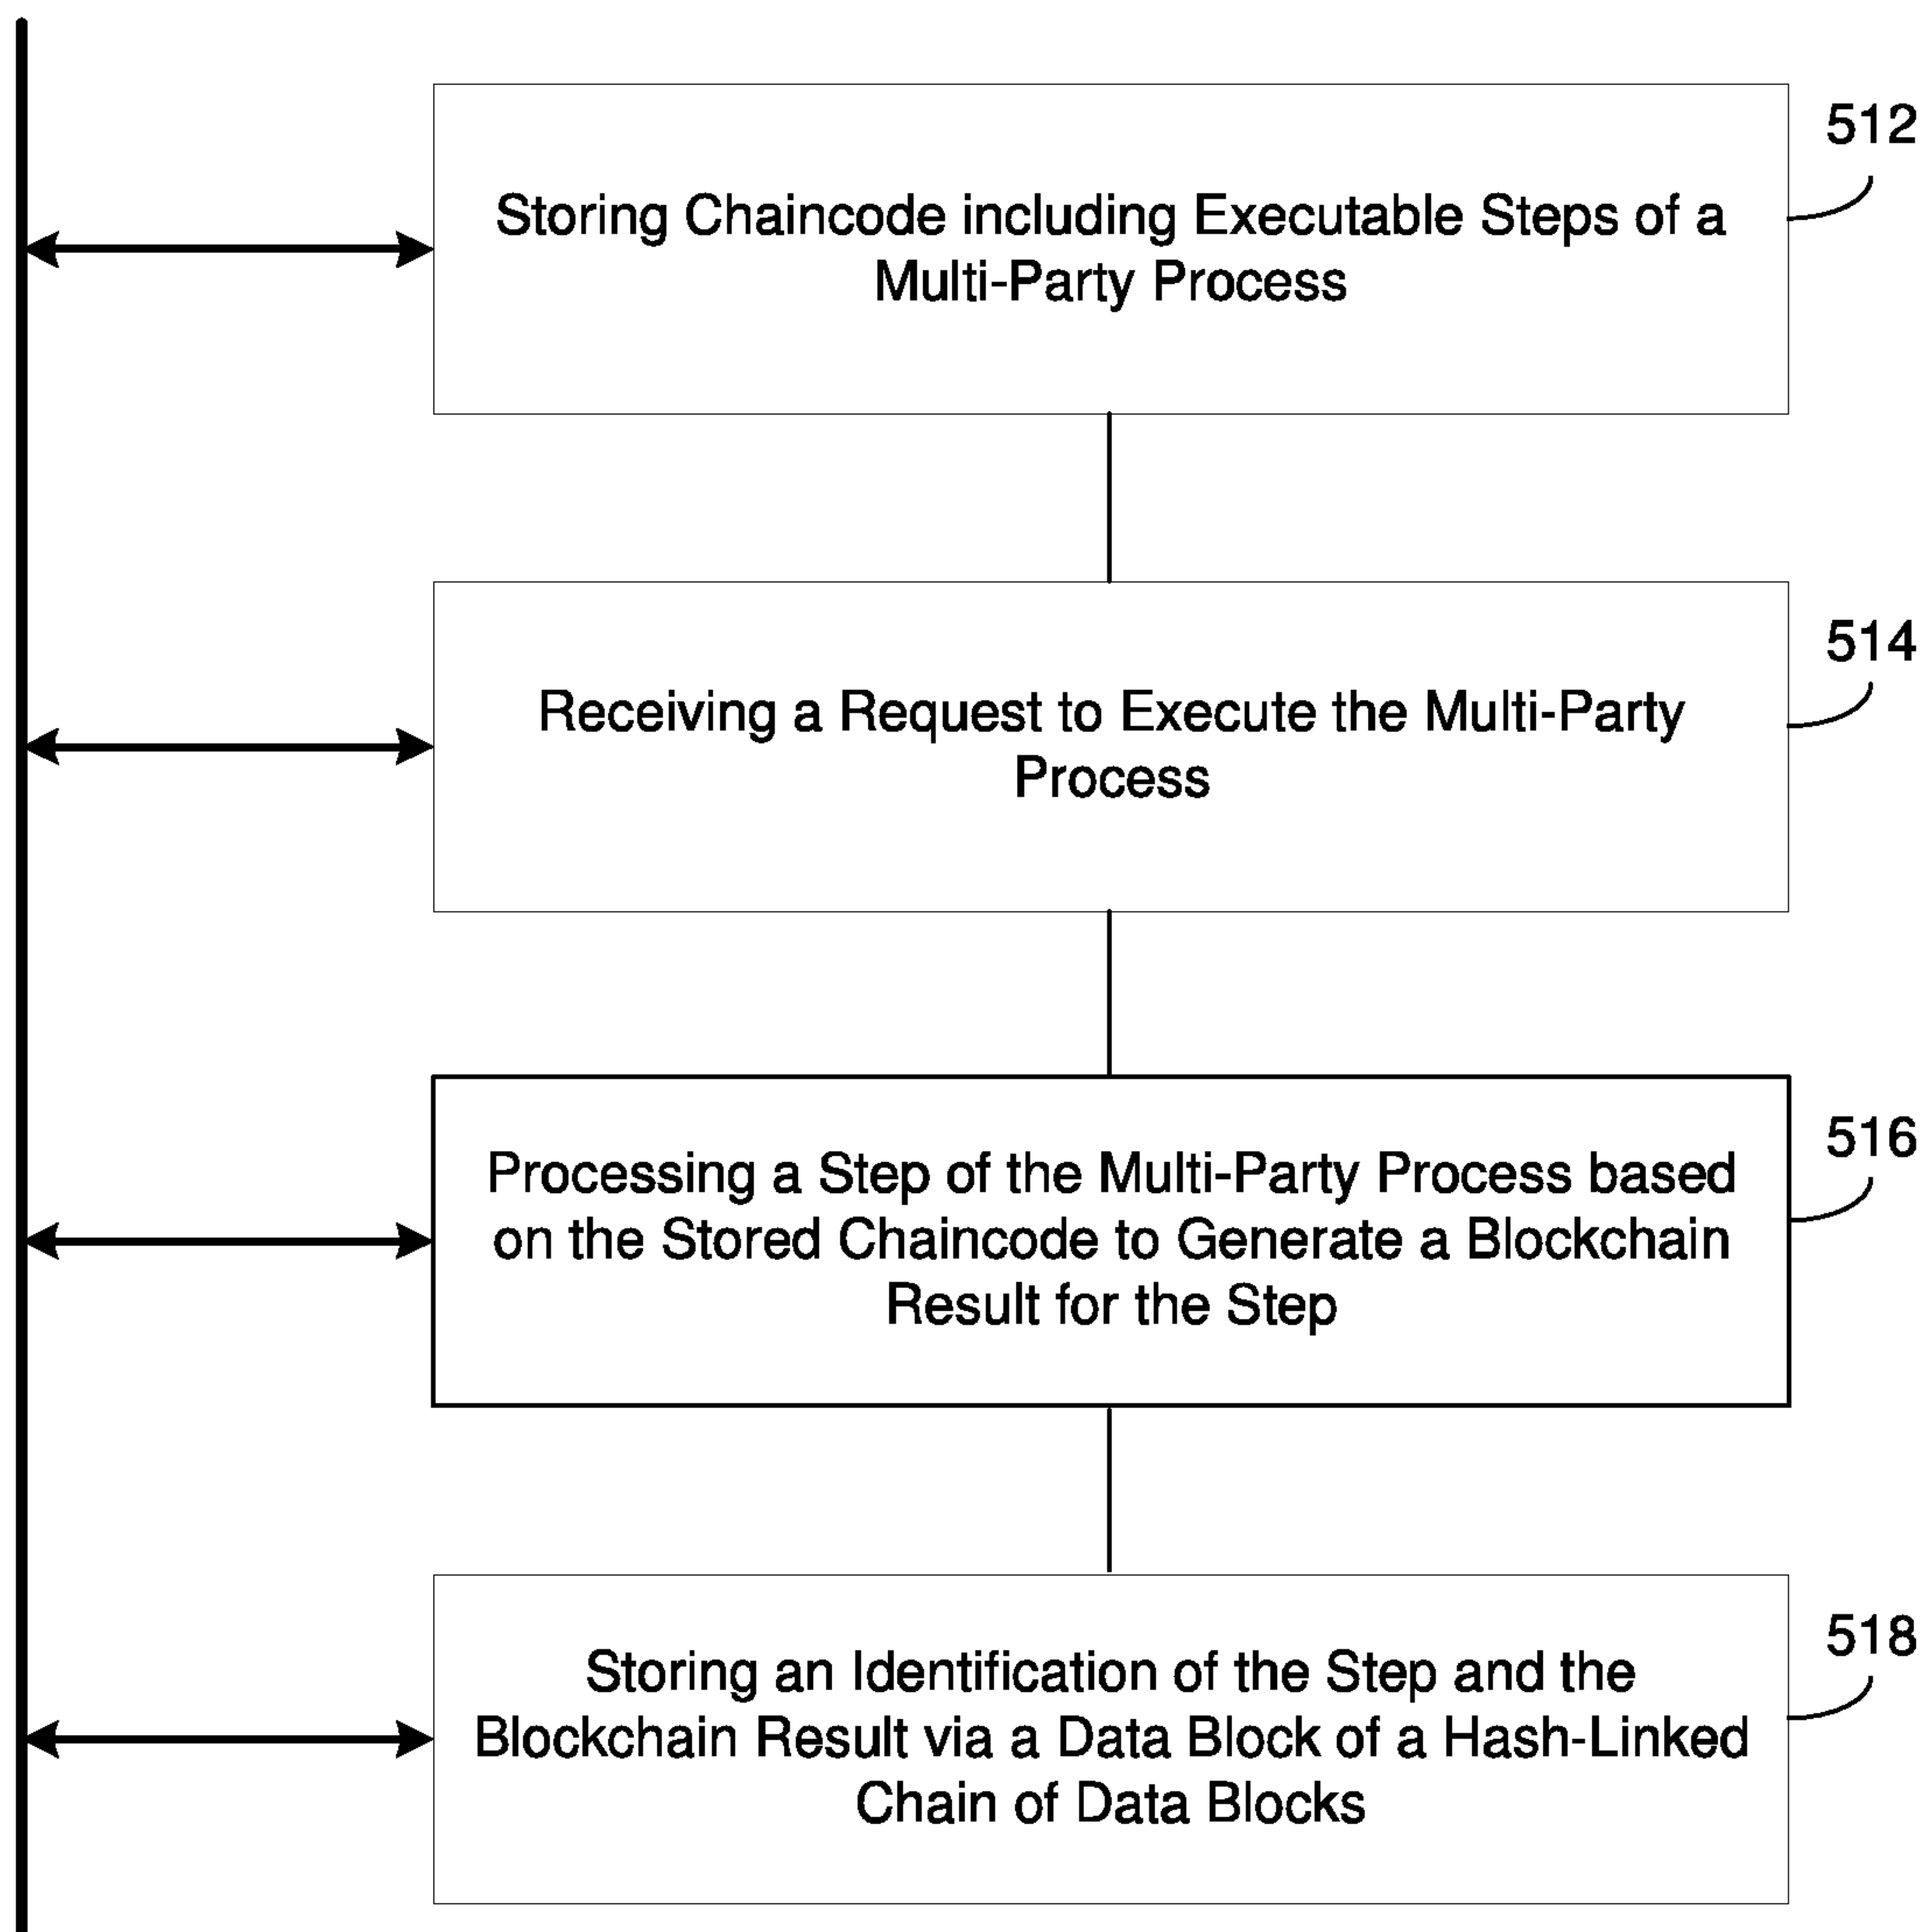 512
Storing Chaincode including Executable Steps of a
Multi-Party Process
514
Receiving a Request to Execute the Multi-Party
Process
516
Processing a Step of the Multi-Party Process based
on the Stored Chaincode to Generate a Blockchain
Result for the Step
518
Storing an Identification of the Step and the
Blockchain Result via a Data Block of a Hash-Linked
Chain of Data Blocks